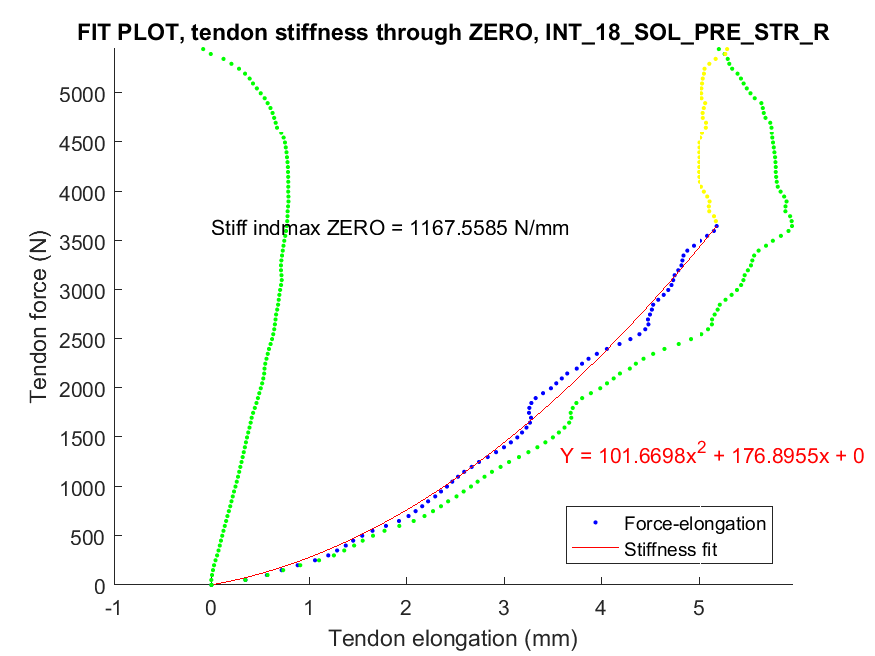 FIT PLOT, tendon stiffness through ZERO, INT_18_SOL_PRE_STR_R
Tendon force (N)
5000
4500
4000
3500
3000
2500
2000
1500
1000
500
0
Stiff indmax ZERO = 1167.5585 N/mm
Y = 101.6698x² + 176.8955x + 0
Force-elongation
Stiffness fit
-1 0 1 2 3 4 5
Tendon elongation (mm)